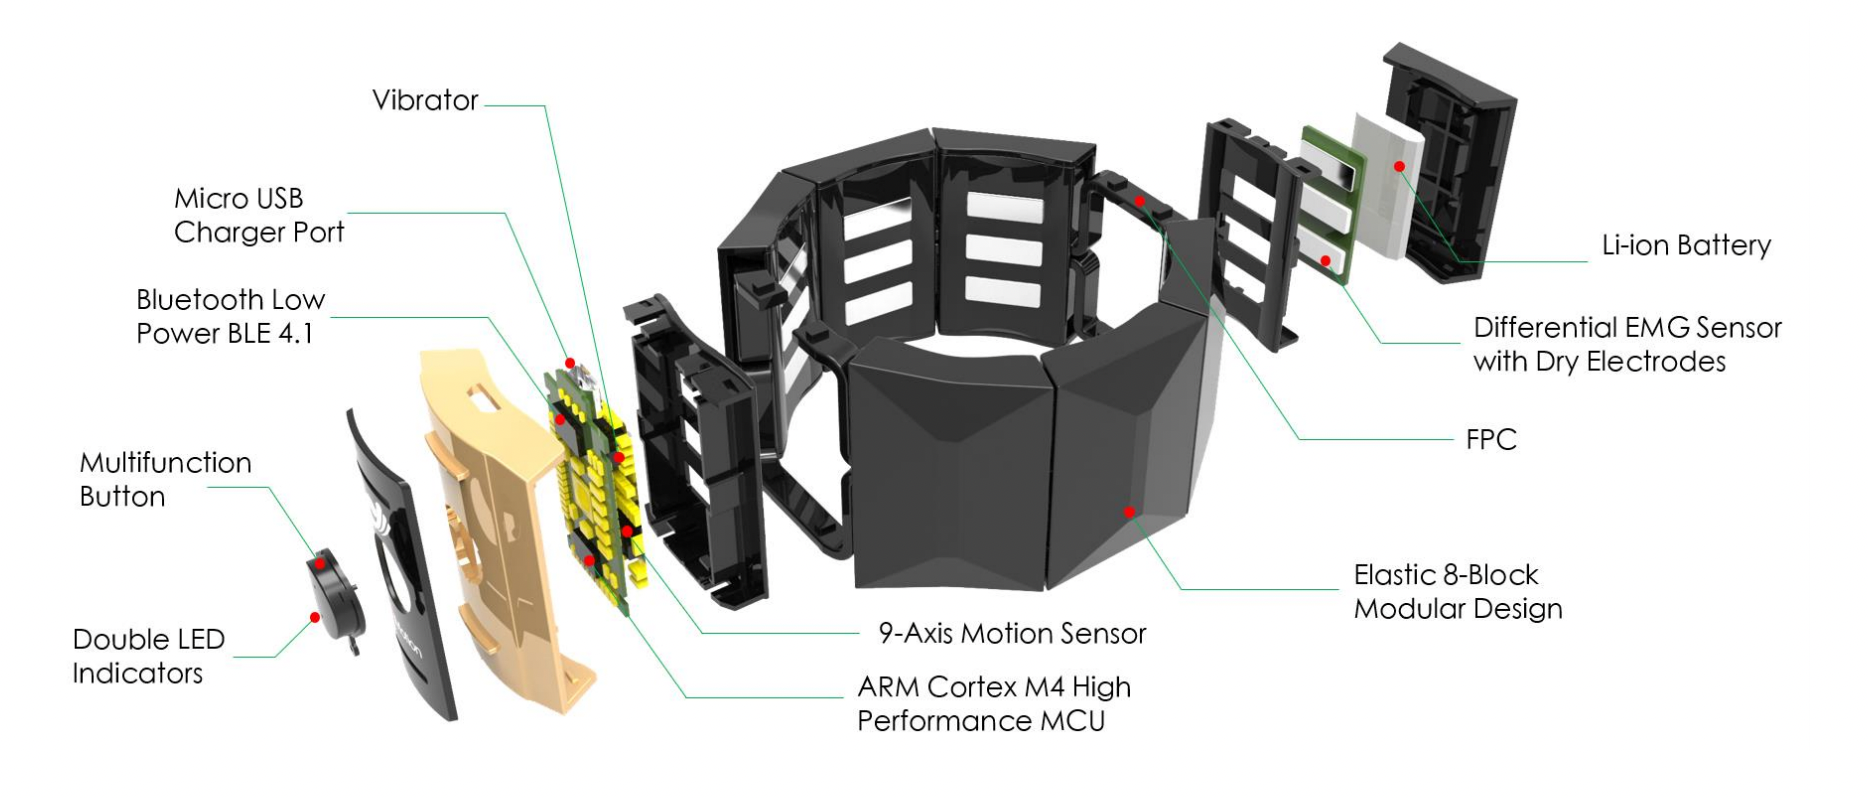 Vibrator
Micro USB
Charger Port
Bluetooth Low
Power BLE 4.1
Multifunction
Button
Double LED
Indicators
Li-ion Battery
Differential EMG Sensor
with Dry Electrodes
FPC
Elastic 8-Block
Modular Design
9-Axis Motion Sensor
ARM Cortex M4 High
Performance MCU